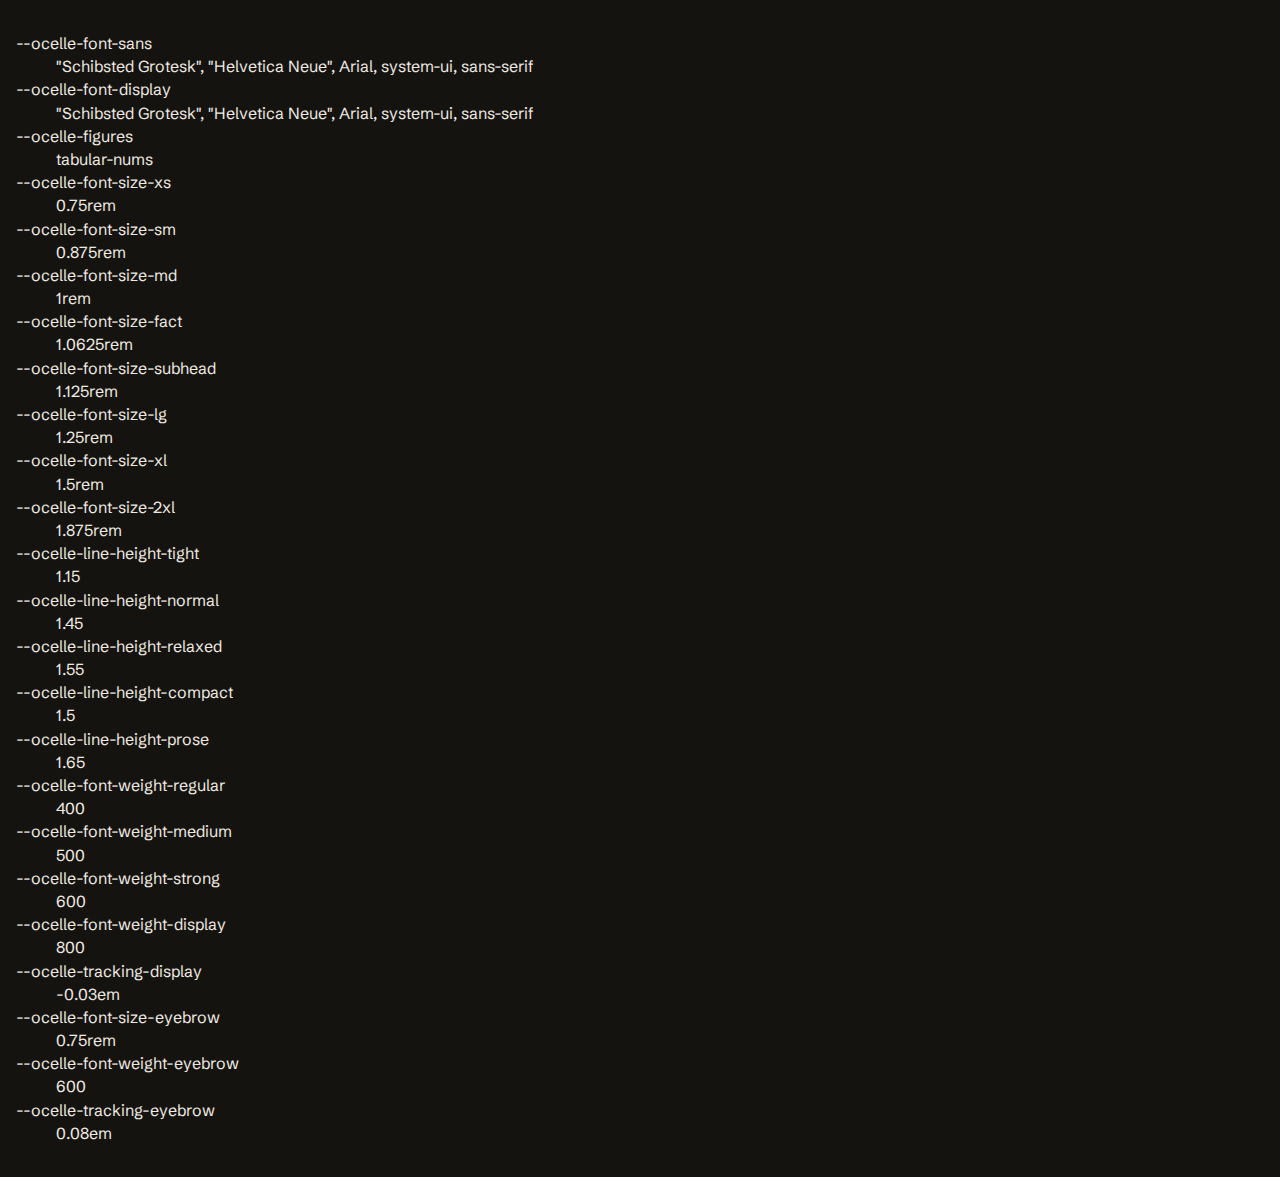 --ocelle-font-sans
"Schibsted Grotesk", "Helvetica Neue", Arial, system-ui, sans-serif
--ocelle-font-display
"Schibsted Grotesk", "Helvetica Neue", Arial, system-ui, sans-serif
--ocelle-figures
tabular-nums
--ocelle-font-size-xs
0.75rem
--ocelle-font-size-sm
0.875rem
--ocelle-font-size-md
1rem
--ocelle-font-size-fact
1.0625rem
--ocelle-font-size-subhead
1.125rem
--ocelle-font-size-lg
1.25rem
--ocelle-font-size-xl
1.5rem
--ocelle-font-size-2xl
1.875rem
--ocelle-line-height-tight
1.15
--ocelle-line-height-normal
1.45
--ocelle-line-height-relaxed
1.55
--ocelle-line-height-compact
1.5
--ocelle-line-height-prose
1.65
--ocelle-font-weight-regular
400
--ocelle-font-weight-medium
500
--ocelle-font-weight-strong
600
--ocelle-font-weight-display
800
--ocelle-tracking-display
-0.03em
--ocelle-font-size-eyebrow
0.75rem
--ocelle-font-weight-eyebrow
600
--ocelle-tracking-eyebrow
0.08em